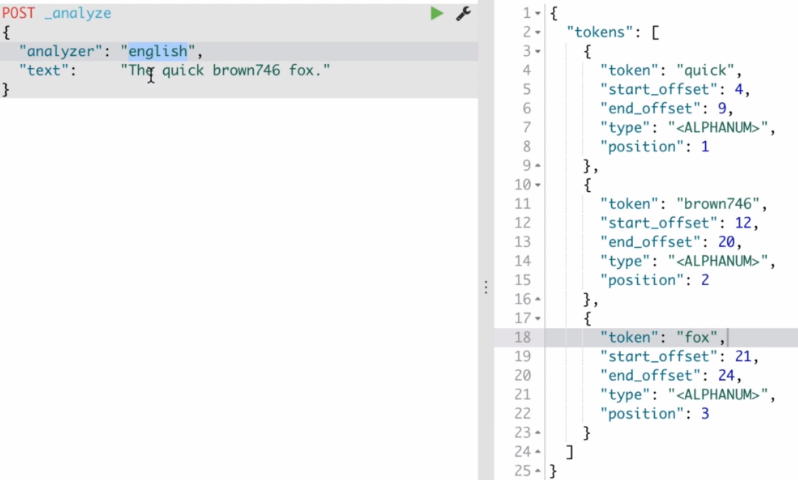 POST _analyze
{
"analyzer": "english",
"text": "The quick brown746 fox."
}
1 {
2 "tokens": [
3 {
4 "token": "quick",
5 "start_offset": 4,
6 "end_offset": 9,
7 "type": "<ALPHANUM>",
8 "position": 1
9 },
10 {
11 "token": "brown746",
12 "start_offset": 12,
13 "end_offset": 20,
14 "type": "<ALPHANUM>",
15 "position": 2
16 },
17 {
18 "token": "fox",
19 "start_offset": 21,
20 "end_offset": 24,
21 "type": "<ALPHANUM>",
22 "position": 3
23 }
24 ]
25 }